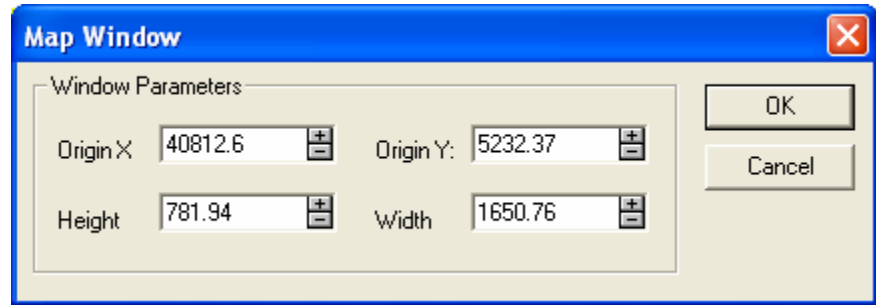 Map Window
Window Parameters
Origin X 40812.6 Origin Y: 5232.37
Height 781.94 Width 1650.76
OK
Cancel